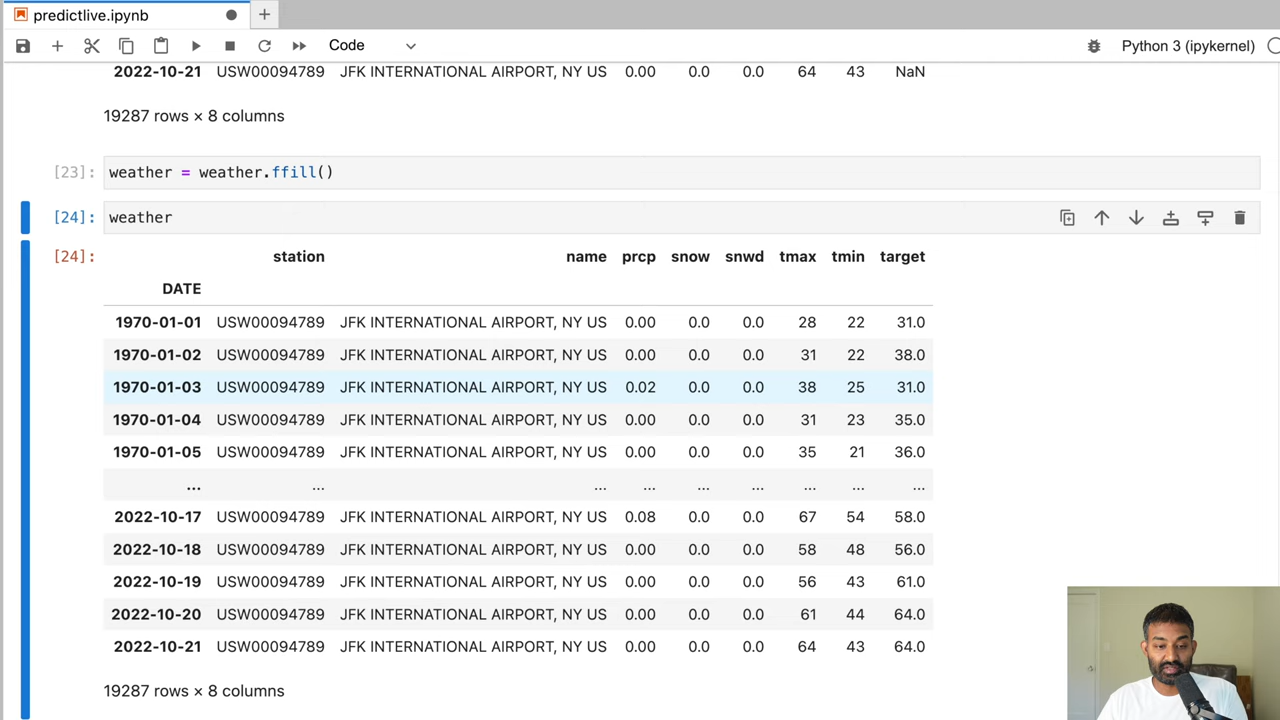 predictlive.ipynb
Code
Python 3 (ipykernel)
2022-10-21 USW00094789 JFK INTERNATIONAL AIRPORT, NY US 0.00 0.0 0.0 64 43 NaN
19287 rows × 8 columns
[23]: weather = weather.ffill()
[24]: weather
[24]: station name prcp snow snwd tmax tmin target
DATE
1970-01-01 USW00094789 JFK INTERNATIONAL AIRPORT, NY US 0.00 0.0 0.0 28 22 31.0
1970-01-02 USW00094789 JFK INTERNATIONAL AIRPORT, NY US 0.00 0.0 0.0 31 22 38.0
1970-01-03 USW00094789 JFK INTERNATIONAL AIRPORT, NY US 0.02 0.0 0.0 38 25 31.0
1970-01-04 USW00094789 JFK INTERNATIONAL AIRPORT, NY US 0.00 0.0 0.0 31 23 35.0
1970-01-05 USW00094789 JFK INTERNATIONAL AIRPORT, NY US 0.00 0.0 0.0 35 21 36.0
... ... ... ... ... ... ... ... ...
2022-10-17 USW00094789 JFK INTERNATIONAL AIRPORT, NY US 0.08 0.0 0.0 67 54 58.0
2022-10-18 USW00094789 JFK INTERNATIONAL AIRPORT, NY US 0.00 0.0 0.0 58 48 56.0
2022-10-19 USW00094789 JFK INTERNATIONAL AIRPORT, NY US 0.00 0.0 0.0 56 43 61.0
2022-10-20 USW00094789 JFK INTERNATIONAL AIRPORT, NY US 0.00 0.0 0.0 61 44 64.0
2022-10-21 USW00094789 JFK INTERNATIONAL AIRPORT, NY US 0.00 0.0 0.0 64 43 64.0
19287 rows × 8 columns